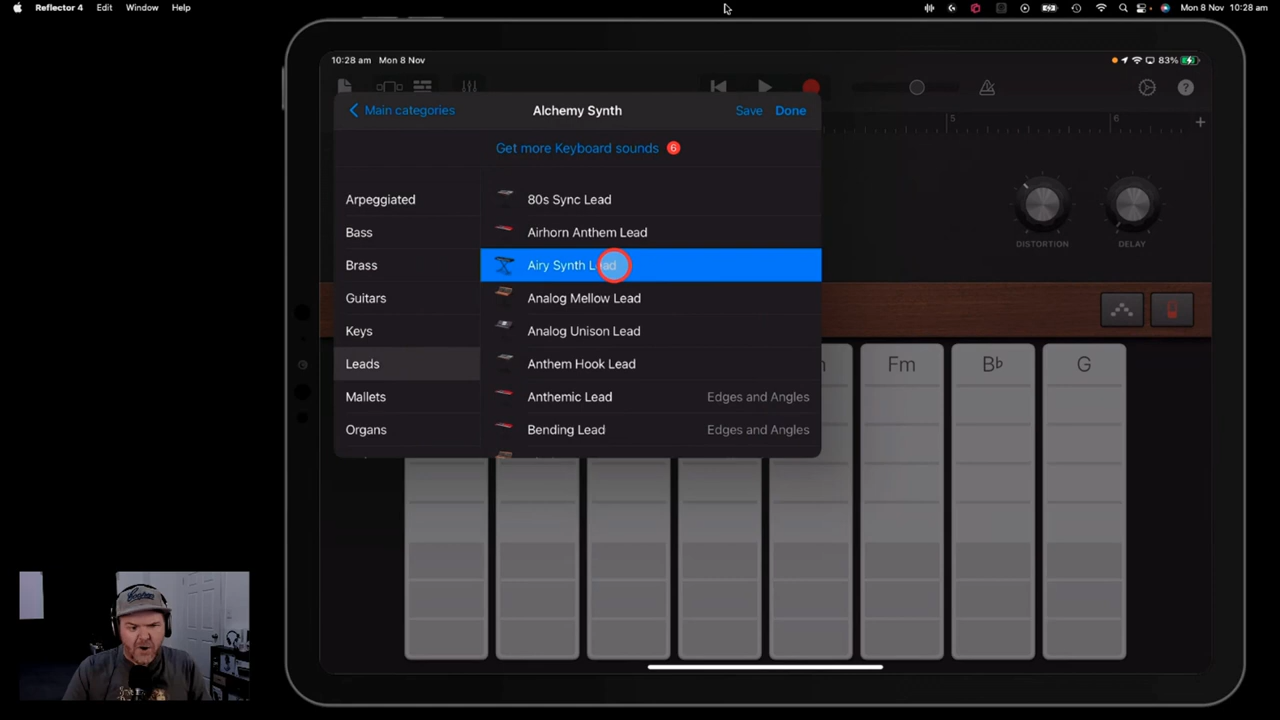 Reflector 4 Edit Window Help
Mon 8 Nov 10:28 am
10:28 am Mon 8 Nov
83%
Main categories
Alchemy Synth
Save Done
Get more Keyboard sounds 6
5
6
Arpeggiated
Bass
Brass
Guitars
Keys
Leads
Mallets
Organs
80s Sync Lead
Airhorn Anthem Lead
Airy Synth Lead
Analog Mellow Lead
Analog Unison Lead
Anthem Hook Lead
Anthemic Lead Edges and Angles
Bending Lead Edges and Angles
DISTORTION
DELAY
Fm
B♭
G